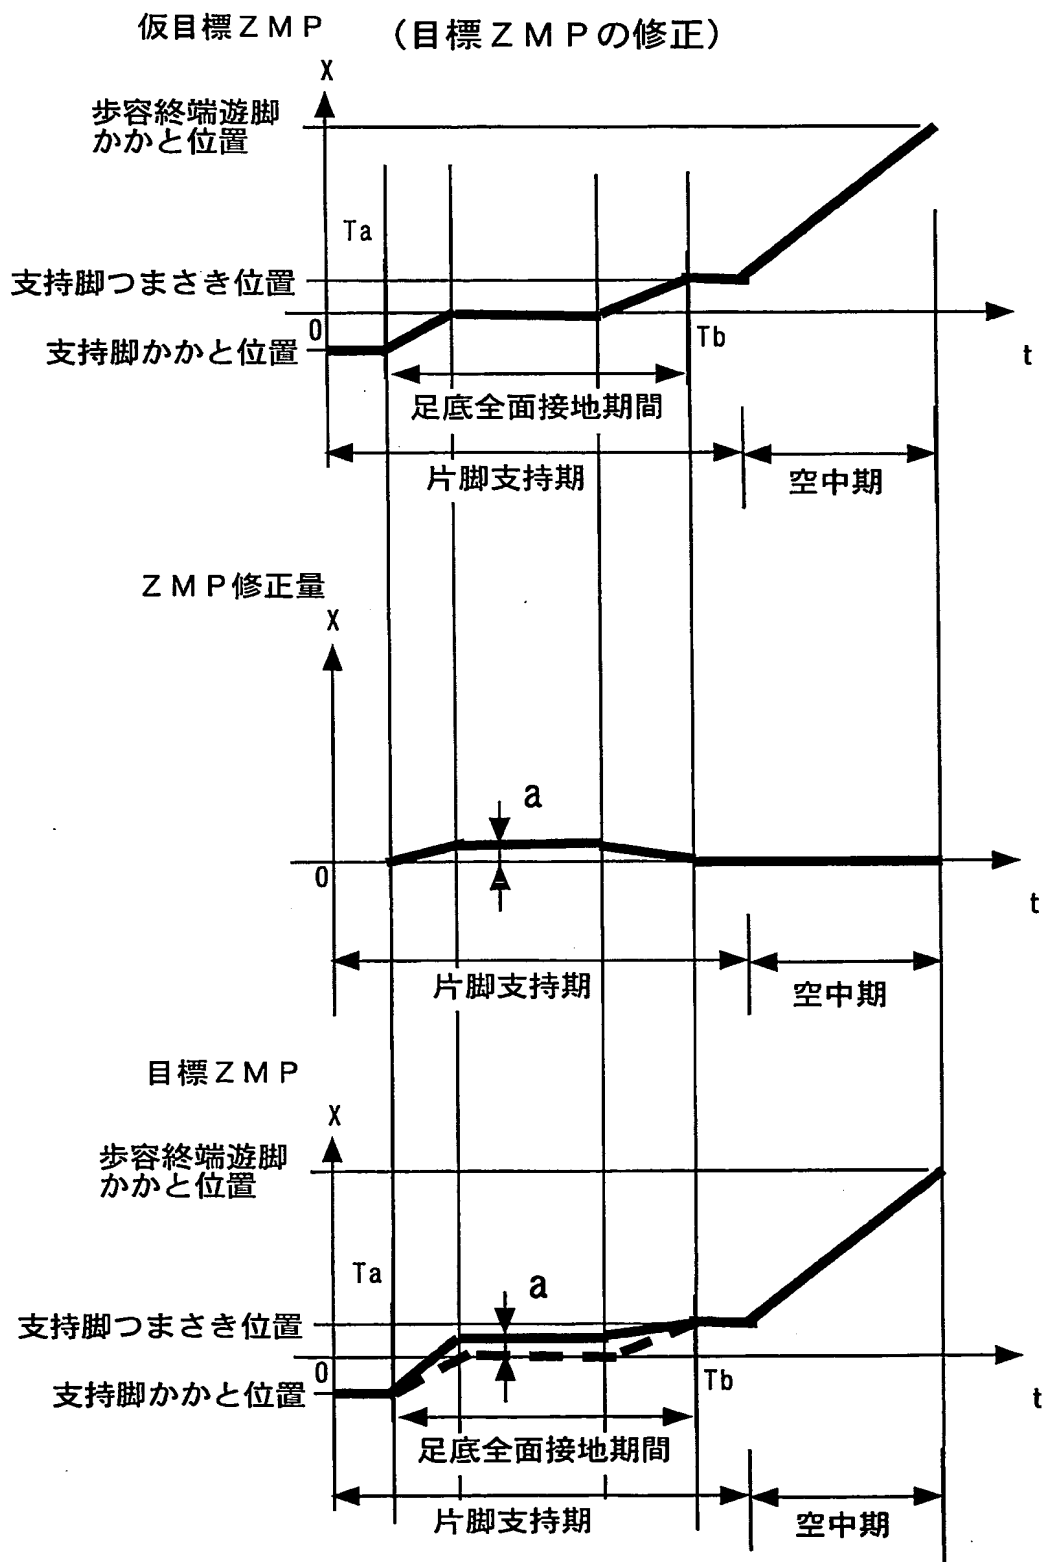 仮目標ZMP
(目標ZMPの修正)
X
歩容終端遊脚
かかと位置
Ta
支持脚つまさき位置
0
支持脚かかと位置
Tb
t
足底全面接地期間
片脚支持期
空中期
ZMP修正量
X
a
0
t
片脚支持期
空中期
目標ZMP
X
歩容終端遊脚
かかと位置
Ta
a
支持脚つまさき位置
0
支持脚かかと位置
Tb
t
足底全面接地期間
片脚支持期
空中期